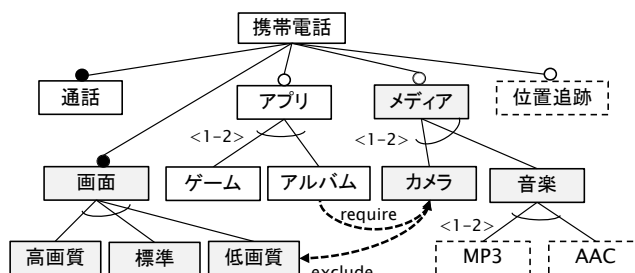 携帯電話
通話
アプリ
メディア
位置追跡
<1-2>
<1-2>
画面
ゲーム
アルバム
カメラ
音楽
require
<1-2>
高画質
標準
低画質
MP3
AAC
exclude